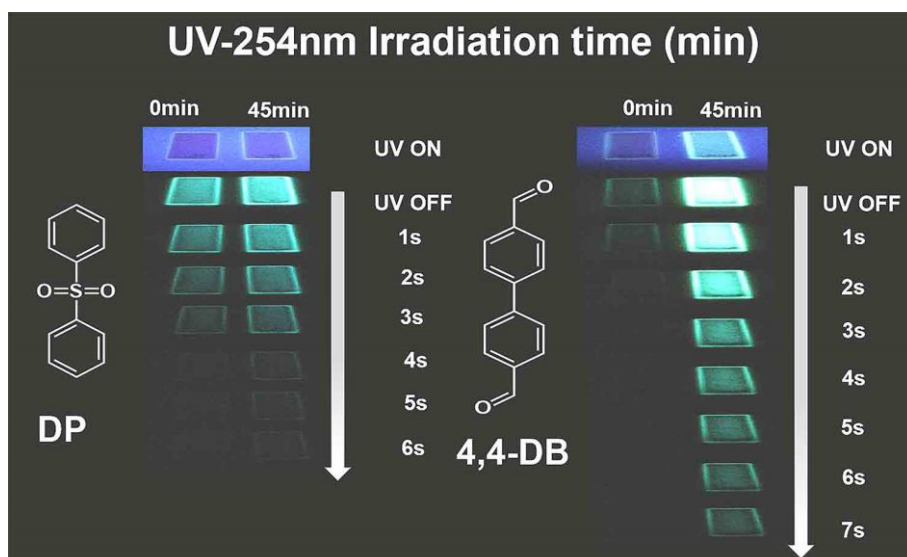 UV-254nm Irradiation time (min)
0min 45min
UV ON
UV OFF
1s
2s
3s
4s
5s
6s
O=S=O
DP
0min 45min
UV ON
UV OFF
1s
2s
3s
4s
5s
6s
7s
O
O
4,4-DB